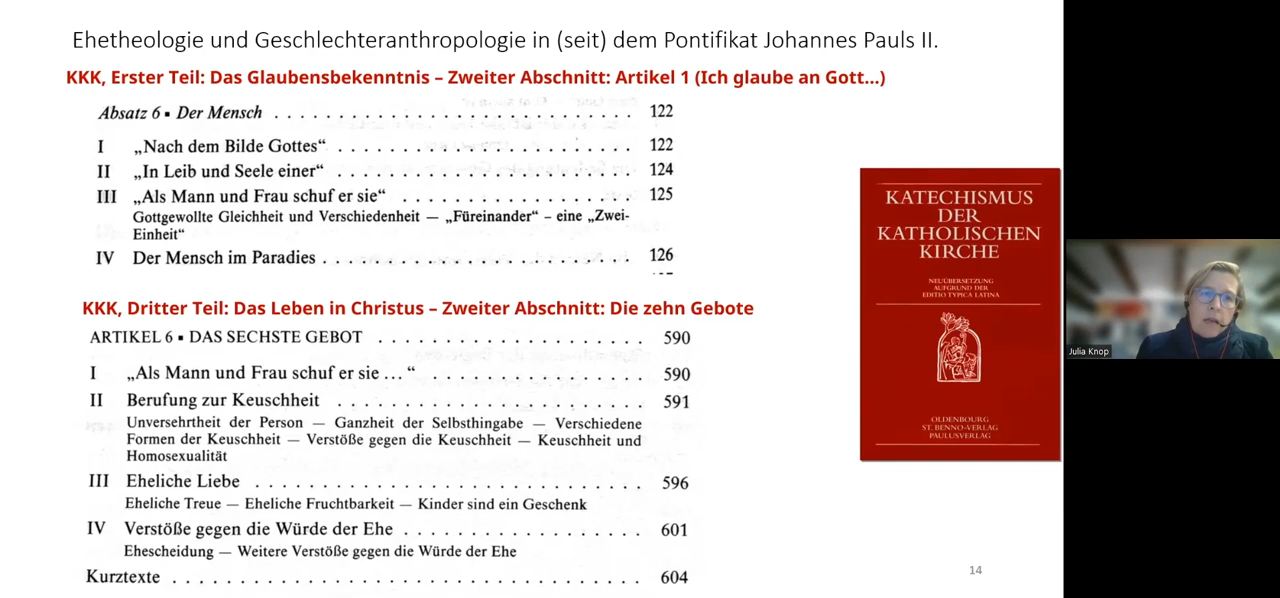 Ehetheologie und Geschlechteranthropologie in (seit) dem Pontifikat Johannes Pauls II.
KKK, Erster Teil: Das Glaubensbekenntnis – Zweiter Abschnitt: Artikel 1 (Ich glaube an Gott...)
Absatz 6 ▪ Der Mensch . . . . . . . . . . . . . . . . . . . . . . . . . . . . 122
I „Nach dem Bilde Gottes“ . . . . . . . . . . . . . . . . . . . . . . . 122
II „In Leib und Seele einer“ . . . . . . . . . . . . . . . . . . . . . . . . 124
III „Als Mann und Frau schuf er sie“ . . . . . . . . . . . . . . . . . . 125
Gottgewollte Gleichheit und Verschiedenheit — „Füreinander“ – eine „Zwei-
Einheit“
IV Der Mensch im Paradies . . . . . . . . . . . . . . . . . . . . . . . . 126
KKK, Dritter Teil: Das Leben in Christus – Zweiter Abschnitt: Die zehn Gebote
ARTIKEL 6 ▪ DAS SECHSTE GEBOT . . . . . . . . . . . . . . . . . . . . . 590
I „Als Mann und Frau schuf er sie ... “ . . . . . . . . . . . . . . . . . 590
II Berufung zur Keuschheit . . . . . . . . . . . . . . . . . . . . . . . . 591
Unversehrtheit der Person — Ganzheit der Selbsthingabe — Verschiedene
Formen der Keuschheit — Verstöße gegen die Keuschheit — Keuschheit und
Homosexualität
III Eheliche Liebe . . . . . . . . . . . . . . . . . . . . . . . . . . . . . . 596
Eheliche Treue — Eheliche Fruchtbarkeit — Kinder sind ein Geschenk
IV Verstöße gegen die Würde der Ehe . . . . . . . . . . . . . . . . . . . 601
Ehescheidung — Weitere Verstöße gegen die Würde der Ehe
Kurztexte . . . . . . . . . . . . . . . . . . . . . . . . . . . . . . . . . . . . 604
KATECHISMUS
DER
KATHOLISCHEN
KIRCHE
NEUÜBERSETZUNG
AUFGRUND DER
EDITIO TYPICA LATINA
OLDENBOURG
ST. BENNO-VERLAG
PAULUSVERLAG
14
Julia Knop